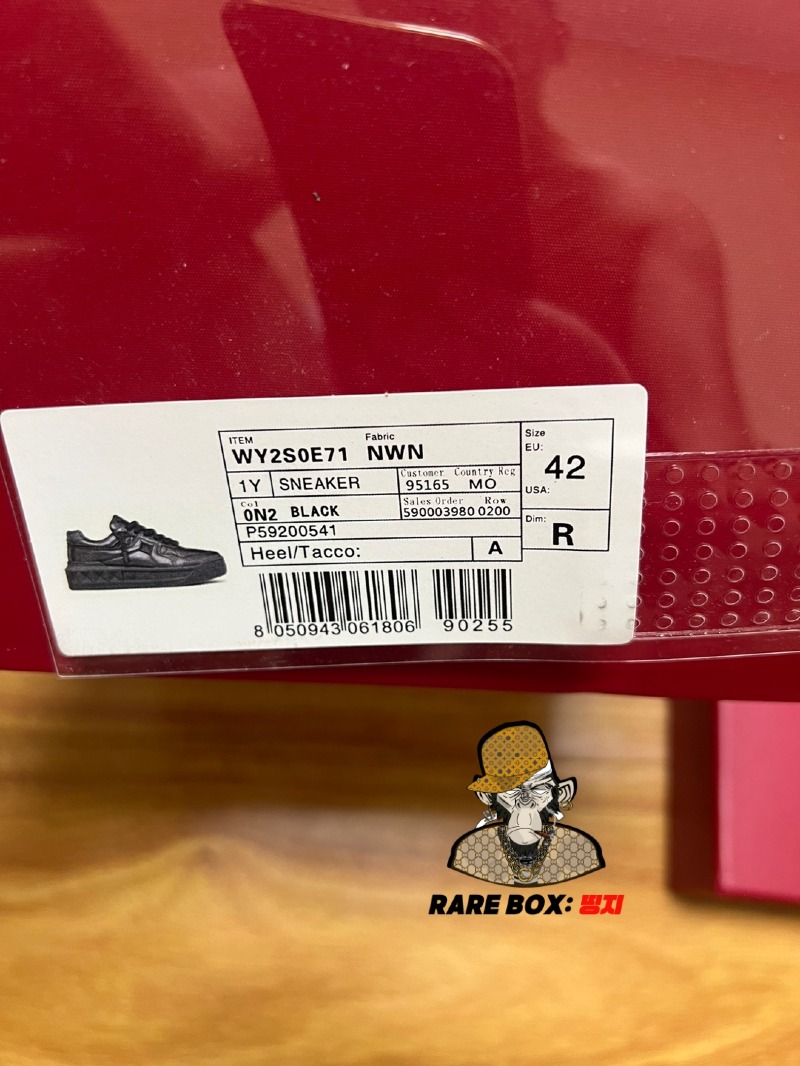 ITEM Fabric
WY2S0E71 NWN
1Y SNEAKER
Customer Country Reg
95165 MO
Col
0N2 BLACK
Sales Order Row
590003980 0200
P59200541
Heel/Tacco: A
Size
EU:
42
USA:
Dim:
R
8 050943 061806 90255
RARE BOX: 띵지